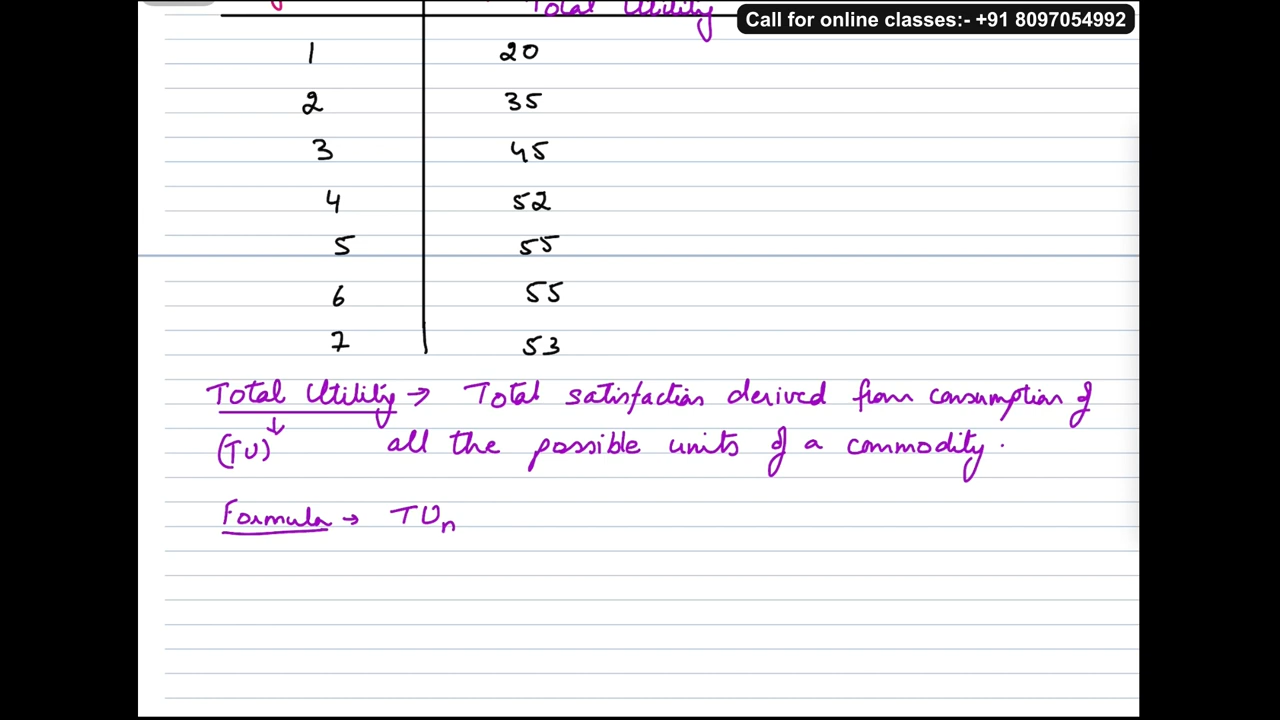 Total Utility
Call for online classes:- +91 8097054992
1 20
2 35
3 45
4 52
5 55
6 55
7 53
Total Utility → Total satisfaction derived from consumption of
(TU) ↓ all the possible units of a commodity.
Formula → TUn